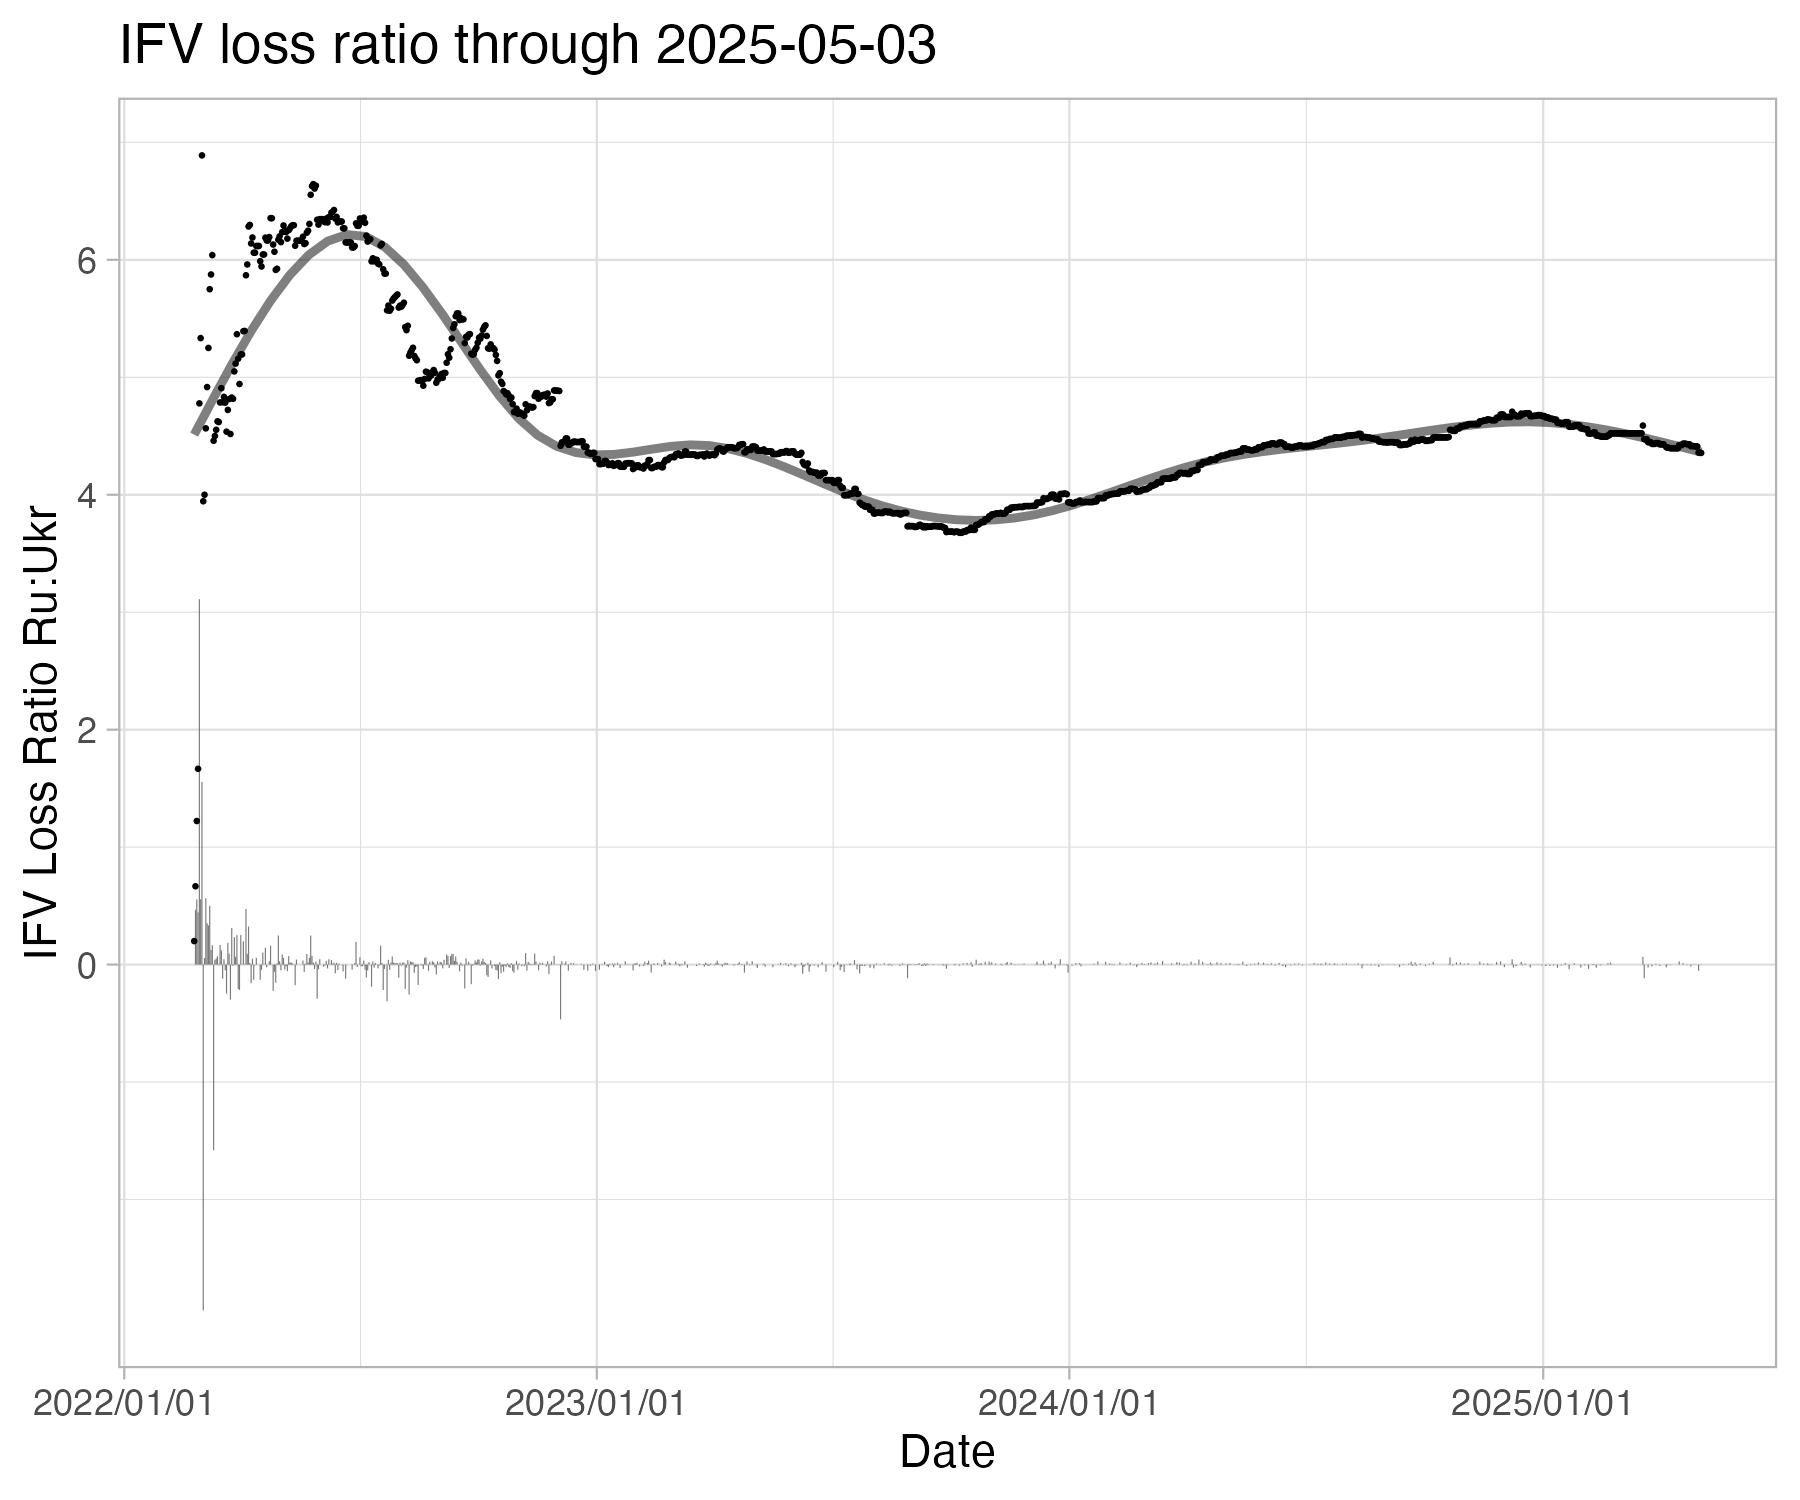 IFV loss ratio through 2025-05-03
IFV Loss Ratio Ru:Ukr
6
4
2
0
2022/01/01
2023/01/01
2024/01/01
2025/01/01
Date